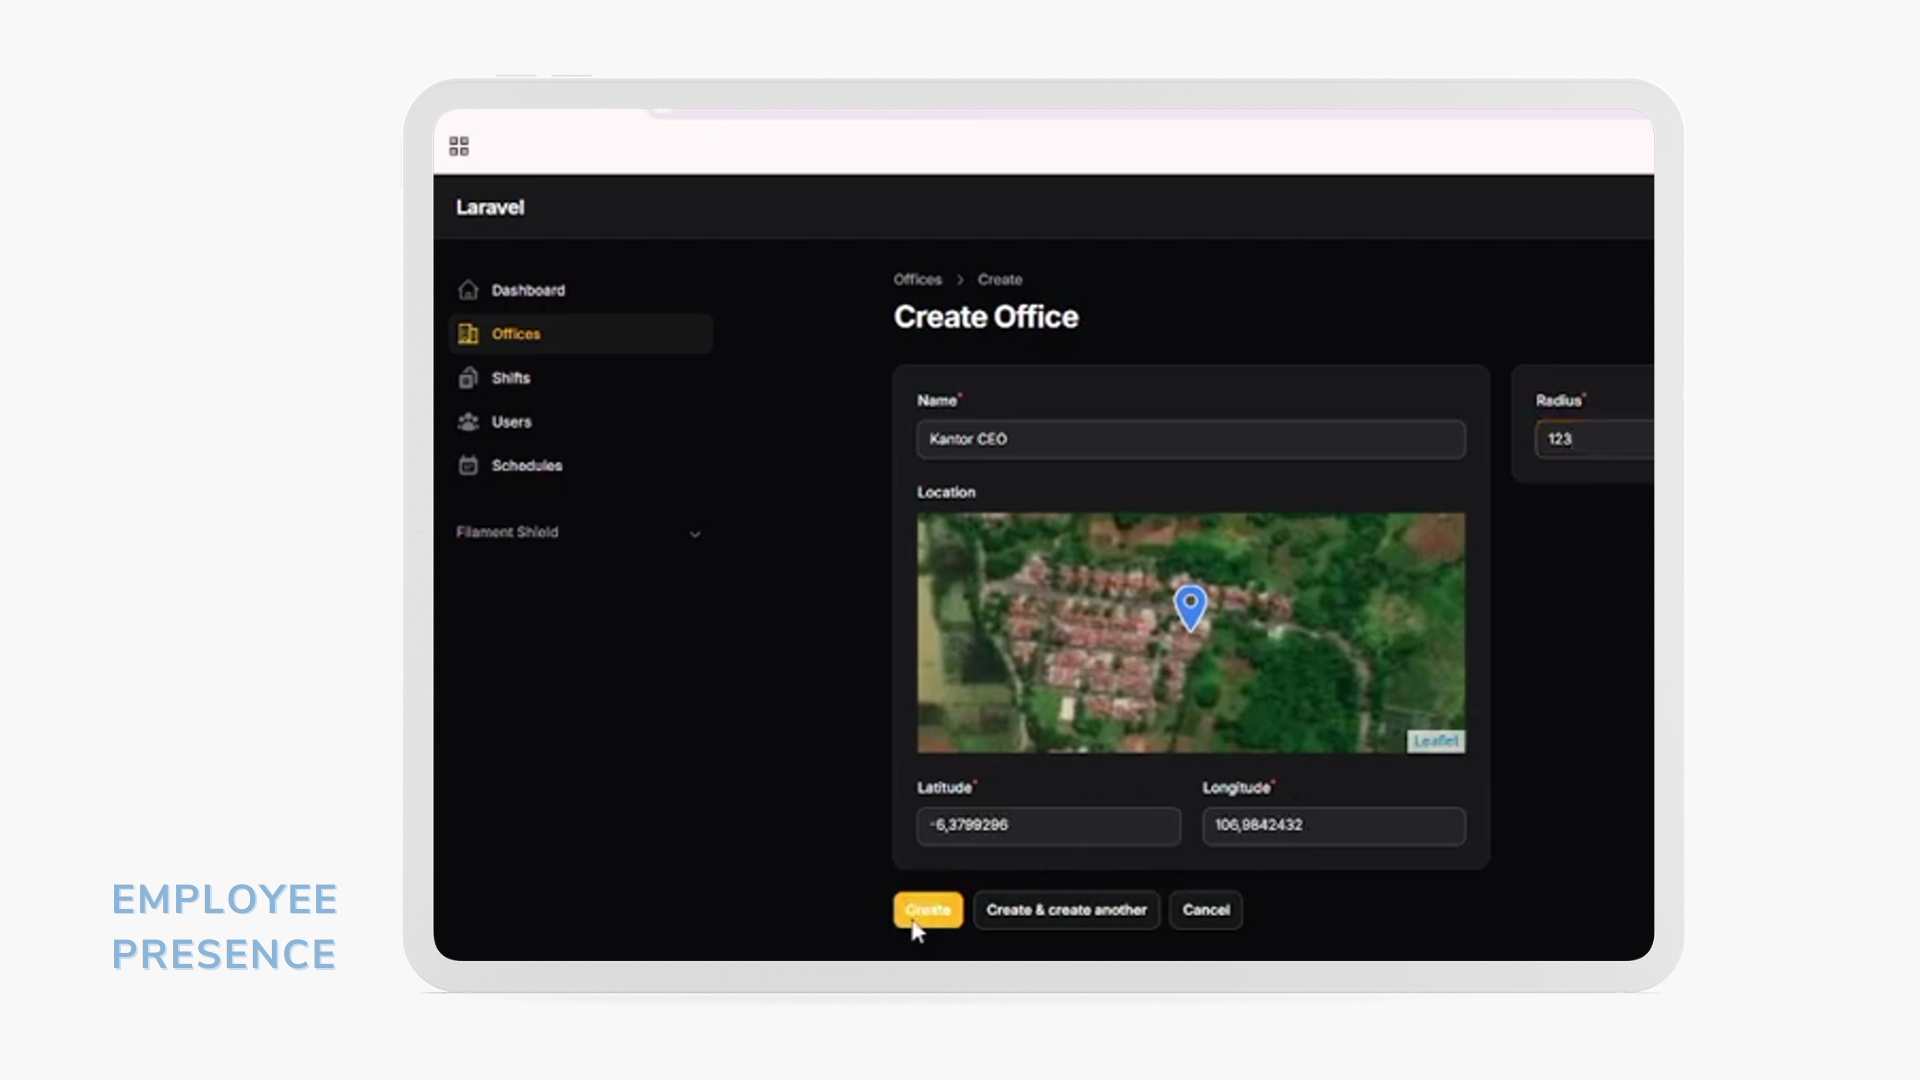 Laravel
Dashboard
Offices
Shifts
Users
Schedules
Filament Shield
Offices > Create
Create Office
Name*
Kantor CEO
Radius*
123
Location
Leaflet
Latitude* Longitude*
-6,3799296 106,9842432
Create Create & create another Cancel
EMPLOYEE
PRESENCE